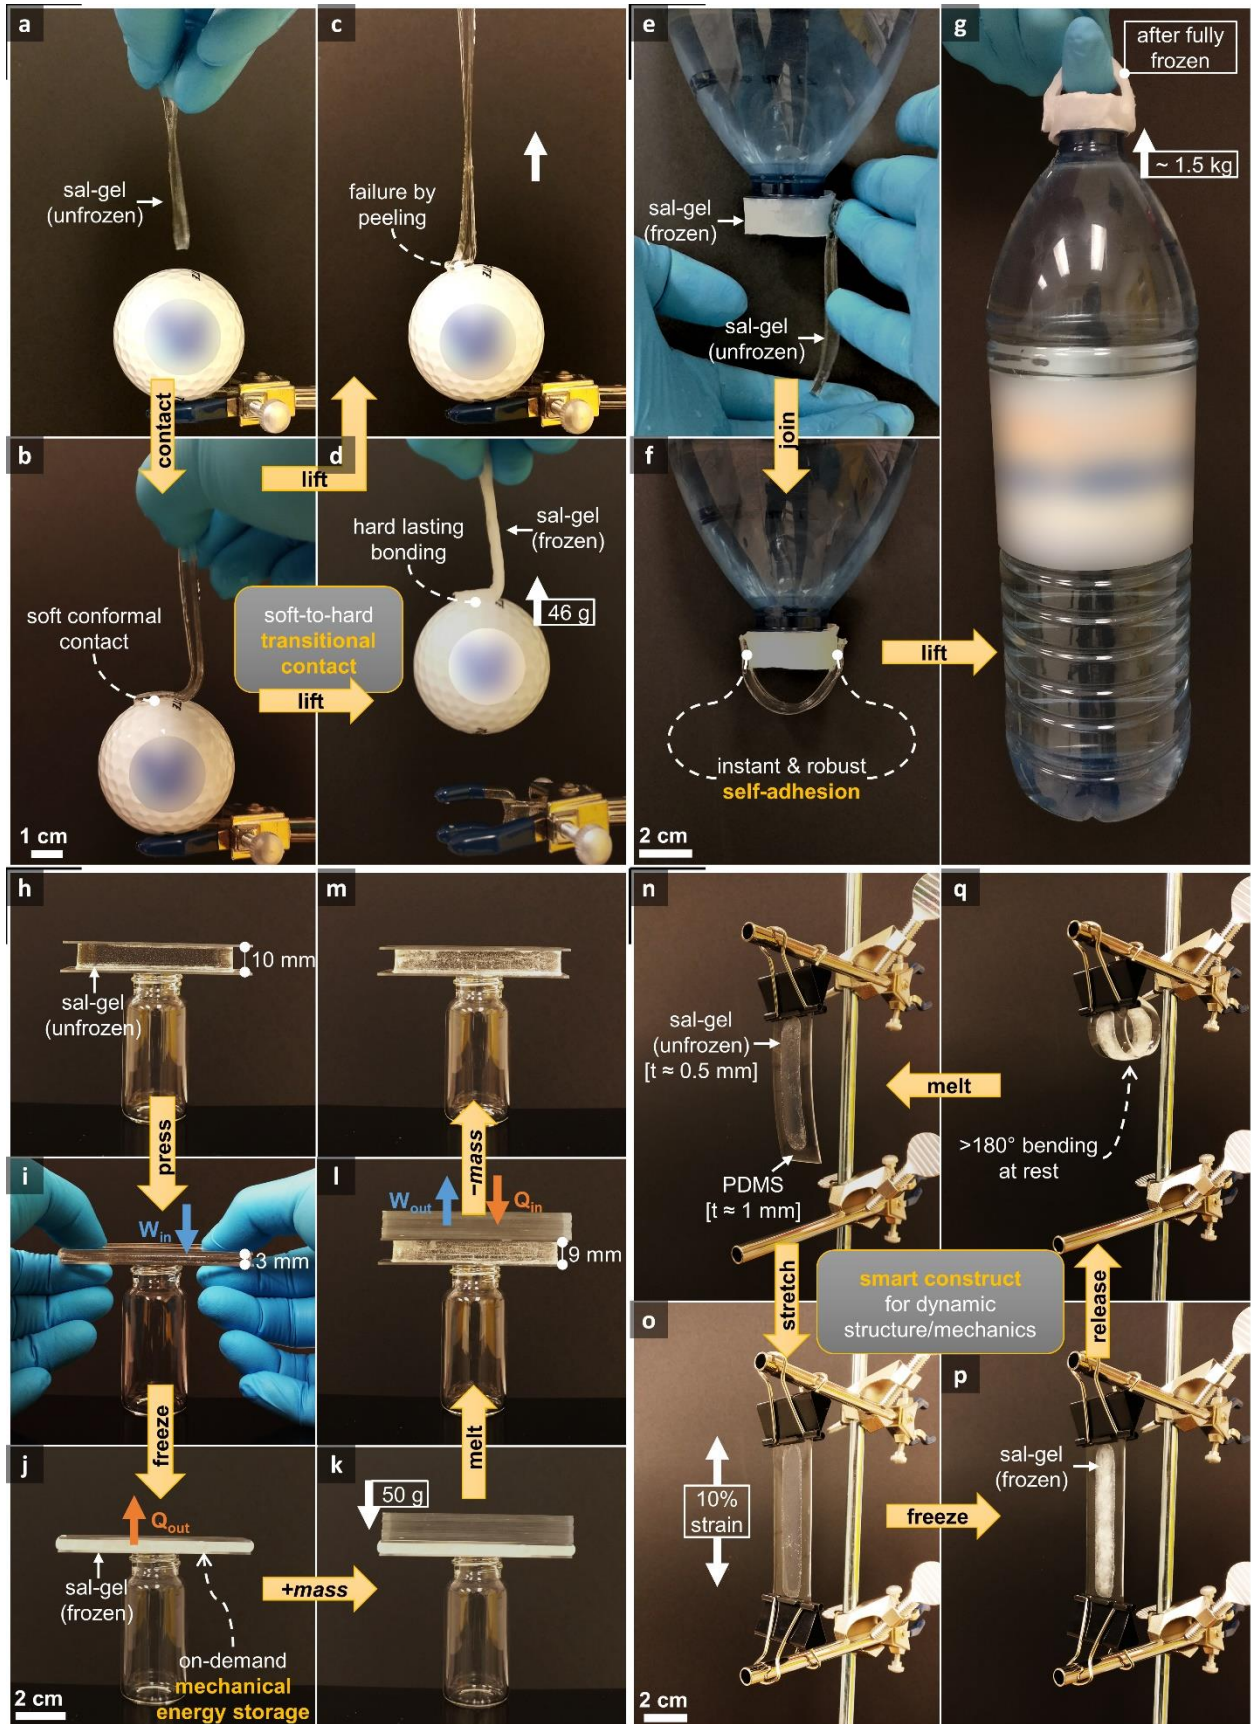 a
sal-gel
(unfrozen)
contact
c
failure by
peeling
b
soft conformal
contact
lift
d
hard lasting
bonding
sal-gel
(frozen)
46 g
soft-to-hard
transitional
contact
lift
1 cm
e
sal-gel
(frozen)
sal-gel
(unfrozen)
join
f
instant & robust
self-adhesion
2 cm
lift
g
after fully
frozen
~ 1.5 kg
h
10 mm
sal-gel
(unfrozen)
press
i
Win
3 mm
freeze
j
Qout
sal-gel
(frozen)
on-demand
mechanical
energy storage
2 cm
+mass
k
50 g
melt
l
Wout
Qin
9 mm
−mass
m
n
sal-gel
(unfrozen)
[t ≈ 0.5 mm]
PDMS
[t ≈ 1 mm]
stretch
smart construct
for dynamic
structure/mechanics
o
10%
strain
2 cm
freeze
p
sal-gel
(frozen)
release
q
>180° bending
at rest
melt